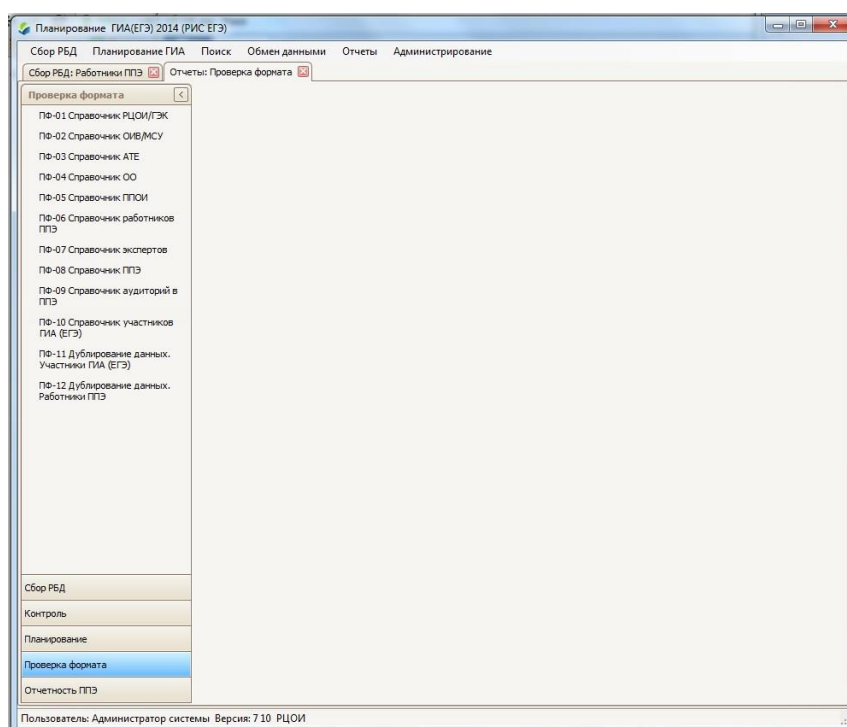 Планирование ГИА(ЕГЭ) 2014 (РИС ЕГЭ)
Сбор РБД Планирование ГИА Поиск Обмен данными Отчеты Администрирование
Сбор РБД: Работники ППЭ Отчеты: Проверка формата
Проверка формата
ПФ-01 Справочник РЦОИ/ГЭК
ПФ-02 Справочник ОИВ/МСУ
ПФ-03 Справочник АТЕ
ПФ-04 Справочник ОО
ПФ-05 Справочник ППОИ
ПФ-06 Справочник работников
ППЭ
ПФ-07 Справочник экспертов
ПФ-08 Справочник ППЭ
ПФ-09 Справочник аудиторий в
ППЭ
ПФ-10 Справочник участников
ГИА (ЕГЭ)
ПФ-11 Дублирование данных.
Участники ГИА (ЕГЭ)
ПФ-12 Дублирование данных.
Работники ППЭ
Сбор РБД
Контроль
Планирование
Проверка формата
Отчетность ППЭ
Пользователь: Администратор системы Версия: 7 10 РЦОИ